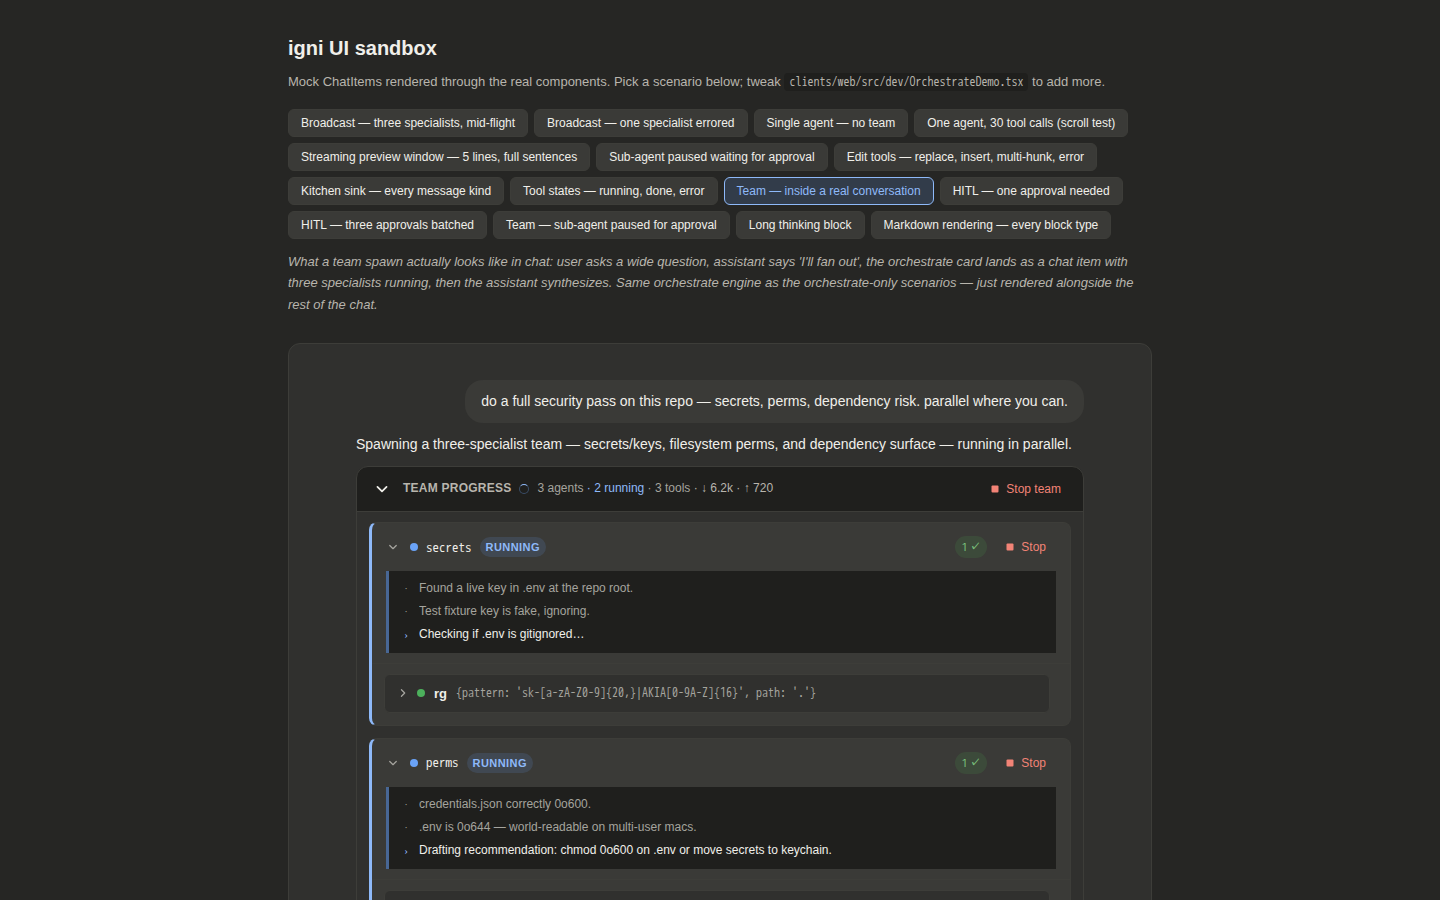 igni UI sandbox
Mock ChatItems rendered through the real components. Pick a scenario below; tweak clients/web/src/dev/OrchestrateDemo.tsx to add more.
Broadcast — three specialists, mid-flight
Broadcast — one specialist errored
Single agent — no team
One agent, 30 tool calls (scroll test)
Streaming preview window — 5 lines, full sentences
Sub-agent paused waiting for approval
Edit tools — replace, insert, multi-hunk, error
Kitchen sink — every message kind
Tool states — running, done, error
Team — inside a real conversation
HITL — one approval needed
HITL — three approvals batched
Team — sub-agent paused for approval
Long thinking block
Markdown rendering — every block type
What a team spawn actually looks like in chat: user asks a wide question, assistant says 'I'll fan out', the orchestrate card lands as a chat item with
three specialists running, then the assistant synthesizes. Same orchestrate engine as the orchestrate-only scenarios — just rendered alongside the
rest of the chat.
do a full security pass on this repo — secrets, perms, dependency risk. parallel where you can.
Spawning a three-specialist team — secrets/keys, filesystem perms, and dependency surface — running in parallel.
TEAM PROGRESS 3 agents · 2 running · 3 tools · ↓ 6.2k · ↑ 720
Stop team
secrets RUNNING
1 ✓
Stop
· Found a live key in .env at the repo root.
· Test fixture key is fake, ignoring.
› Checking if .env is gitignored…
rg {pattern: 'sk-[a-zA-Z0-9]{20,}|AKIA[0-9A-Z]{16}', path: '.'}
perms RUNNING
1 ✓
Stop
· credentials.json correctly 0o600.
· .env is 0o644 — world-readable on multi-user macs.
› Drafting recommendation: chmod 0o600 on .env or move secrets to keychain.